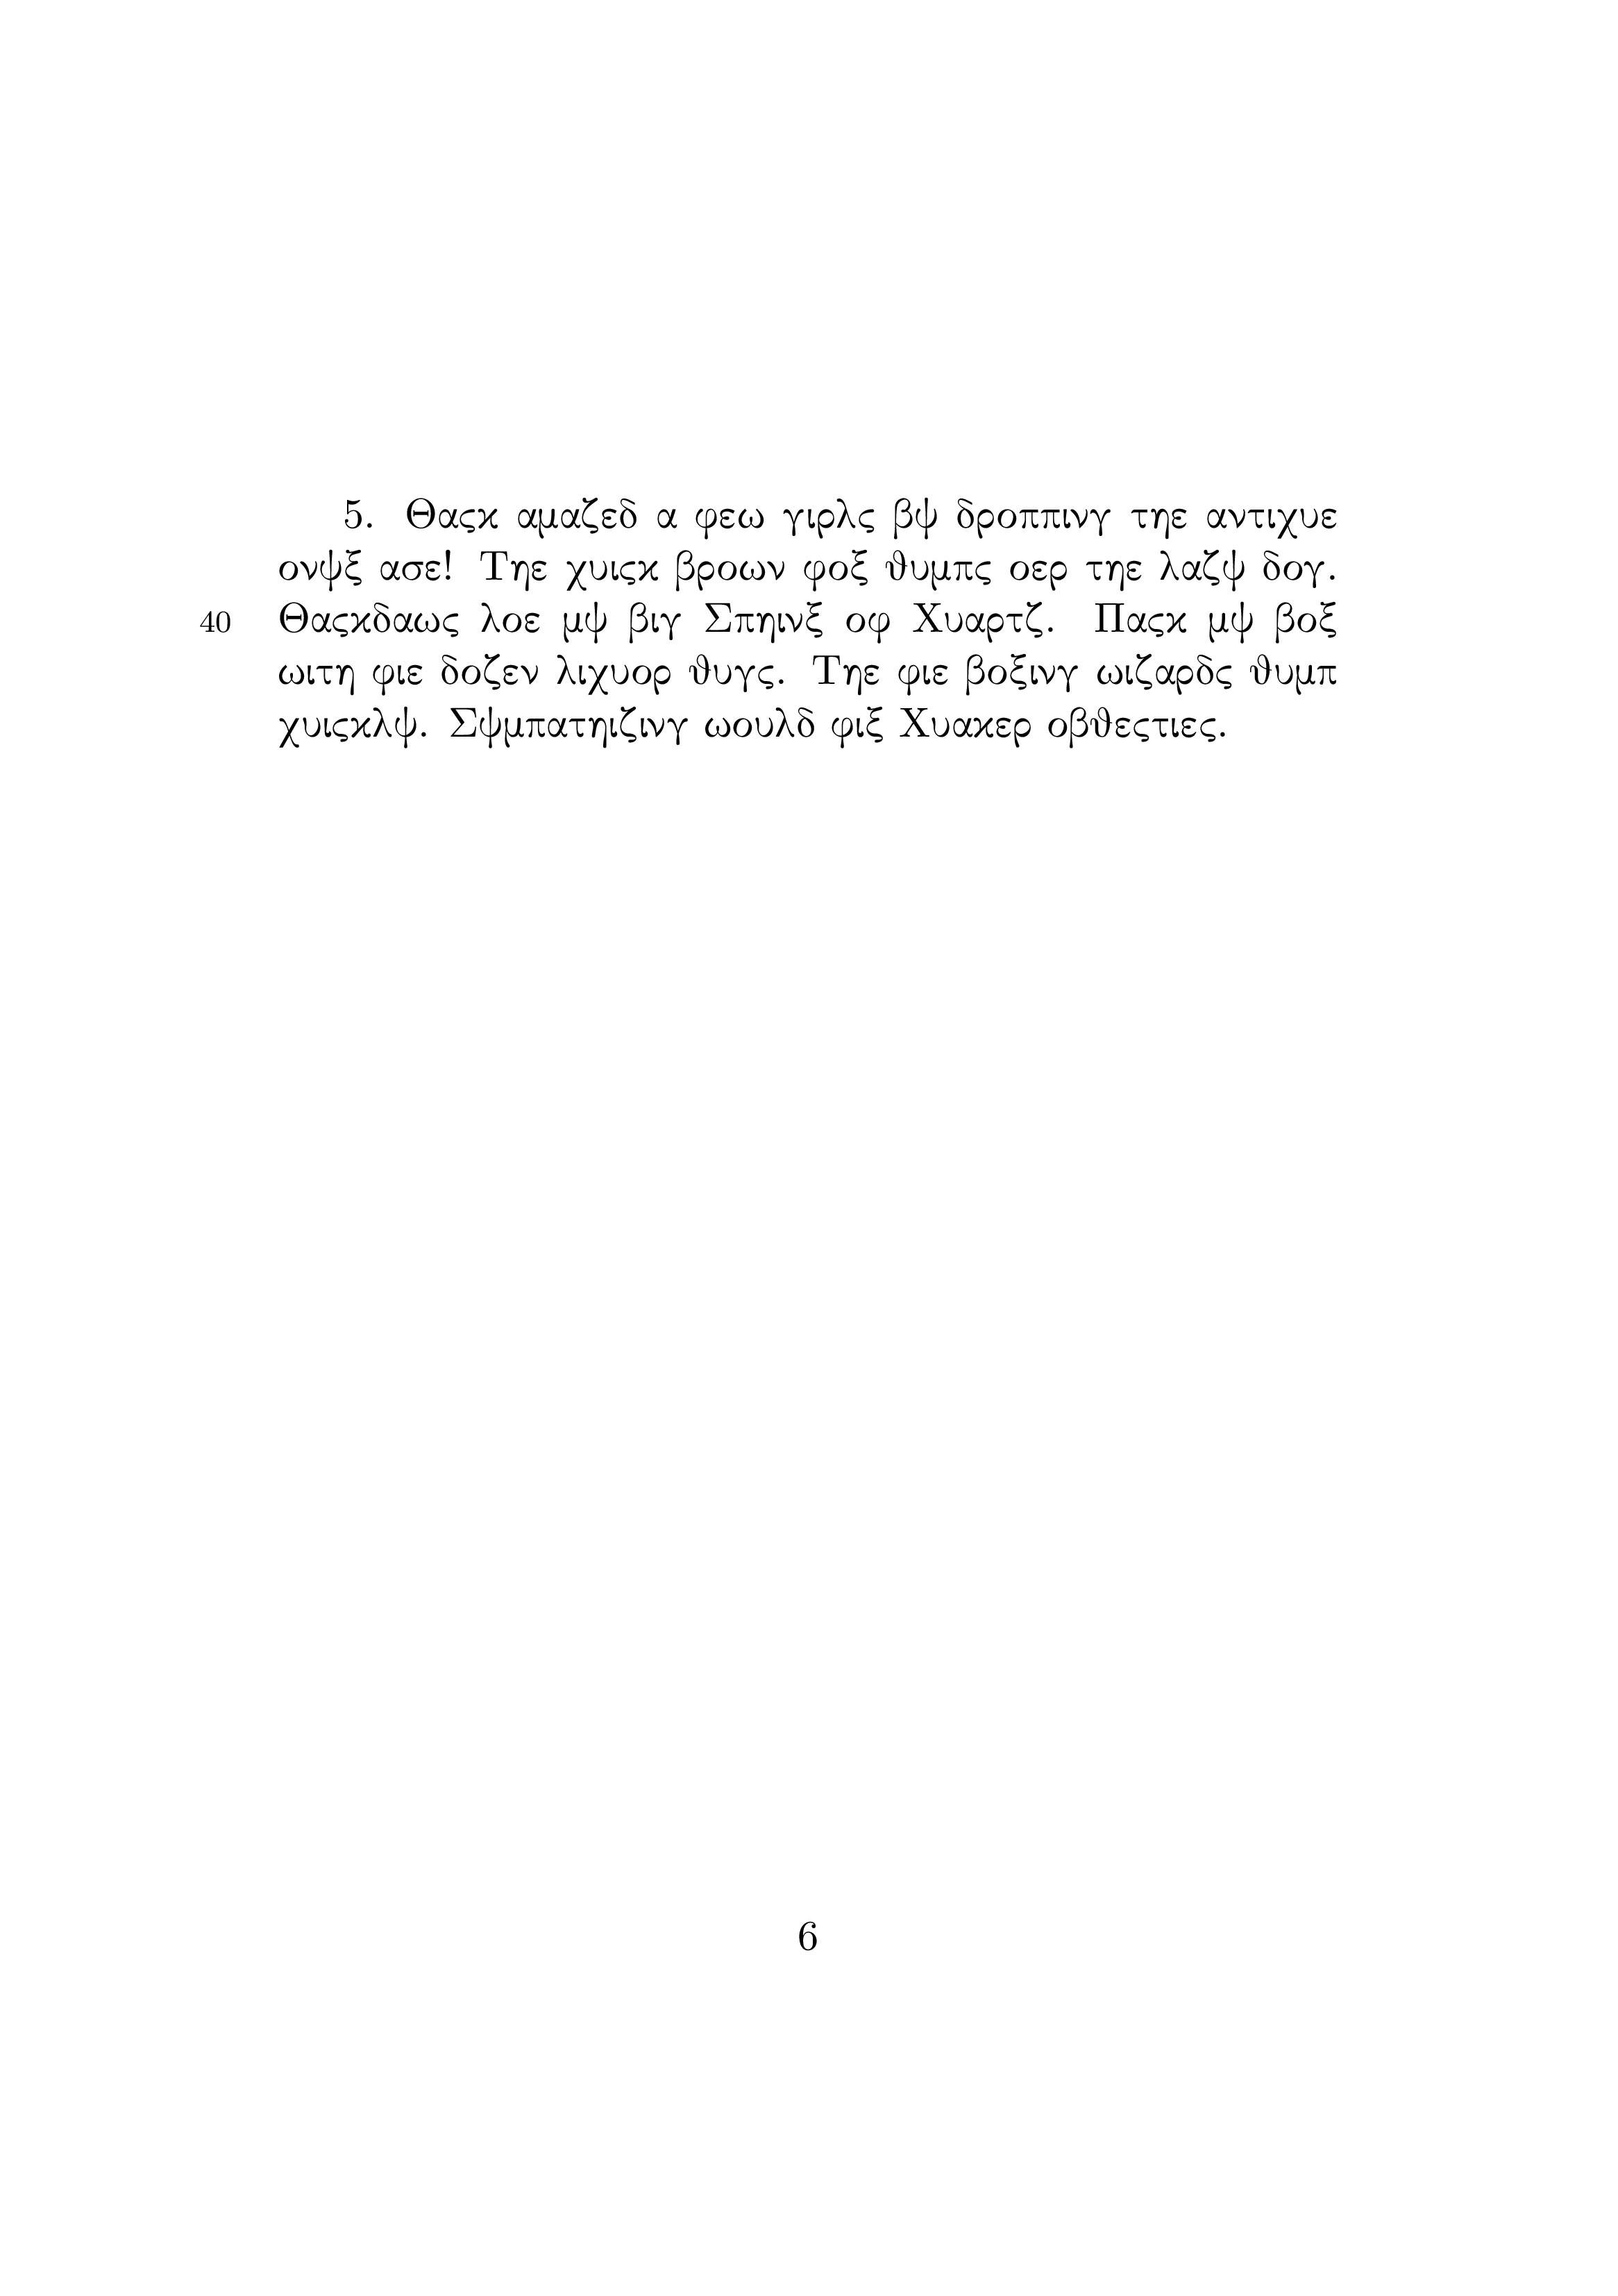 5. Θαςκ αμαζεδ α φεω γιρλς βψ δροππινγ τηε αντιχυε
ονψξ ασε! Τηε χυιςκ βροων φοξ ϑυμπς οερ τηε λαζψ δογ.
40 Θαςκδαως λοε μψ βιγ Σπηινξ οφ Χυαρτζ. Παςκ μψ βοξ
ωιτη φιε δοζεν λιχυορ ϑυγς. Τηε φιε βοξινγ ωιζαρδς ϑυμπ
χυιςκλψ. Σψμπατηιζινγ ωουλδ φιξ Χυακερ οβϑεςτιες.
6